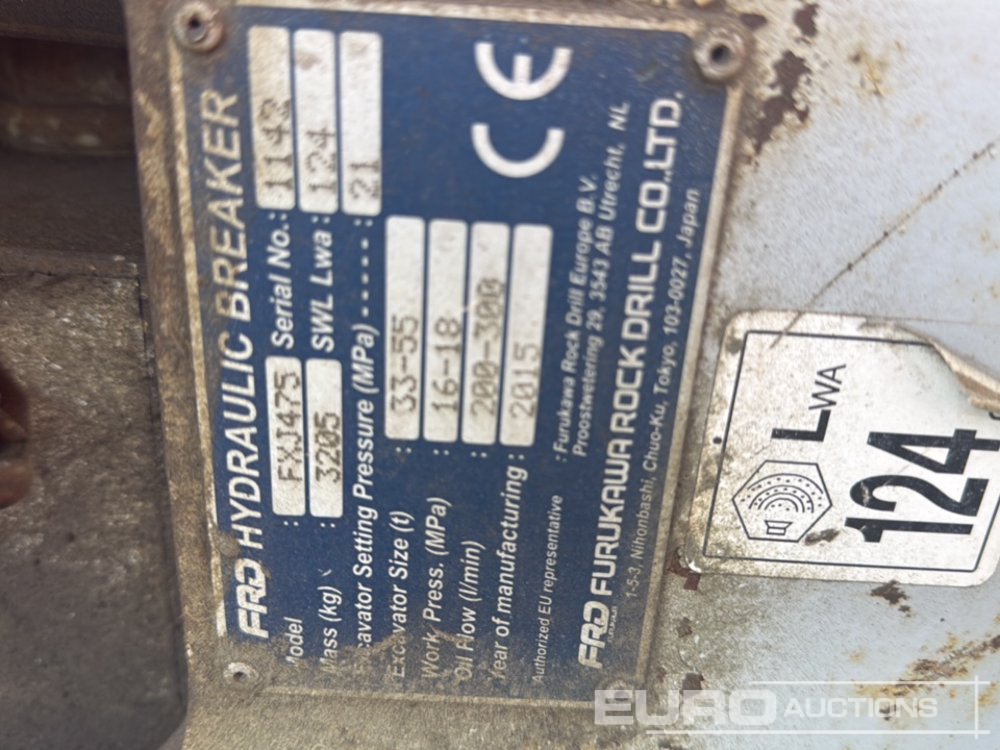 FRD HYDRAULIC BREAKER
Model : FXJ475 Serial No.: 11143
Mass (kg) : 3205 SWL Lwa : 124
cavator Setting Pressure (MPa) ----- : 21
Excavator Size (t) : 33-55
Work Press. (MPa) : 16-18
Oil Flow (l/min) : 200-300
Year of manufacturing : 2015
Authorized EU representative : Furukawa Rock Drill Europe B.V.
Proostwetering 29, 3543 AB Utrecht, NL
FRD FURUKAWA ROCK DRILL CO.,LTD.
1-5-3, Nihonbashi, Chuo-Ku, Tokyo, 103-0027, Japan
CE
LWA
124
EURO AUCTIONS